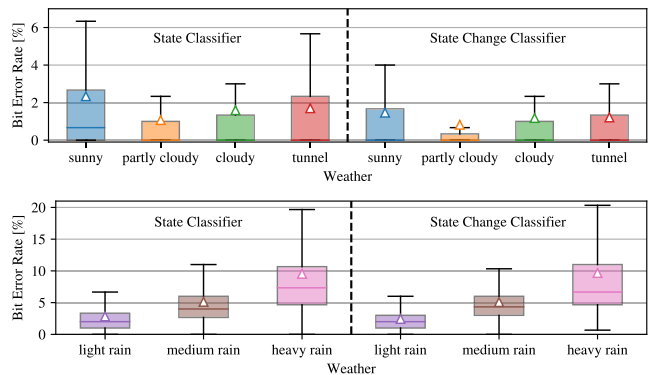 Bit Error Rate [%]
6
4
2
0
State Classifier
State Change Classifier
sunny partly cloudy cloudy tunnel sunny partly cloudy cloudy tunnel
Weather
Bit Error Rate [%]
20
15
10
5
0
State Classifier
State Change Classifier
light rain medium rain heavy rain light rain medium rain heavy rain
Weather